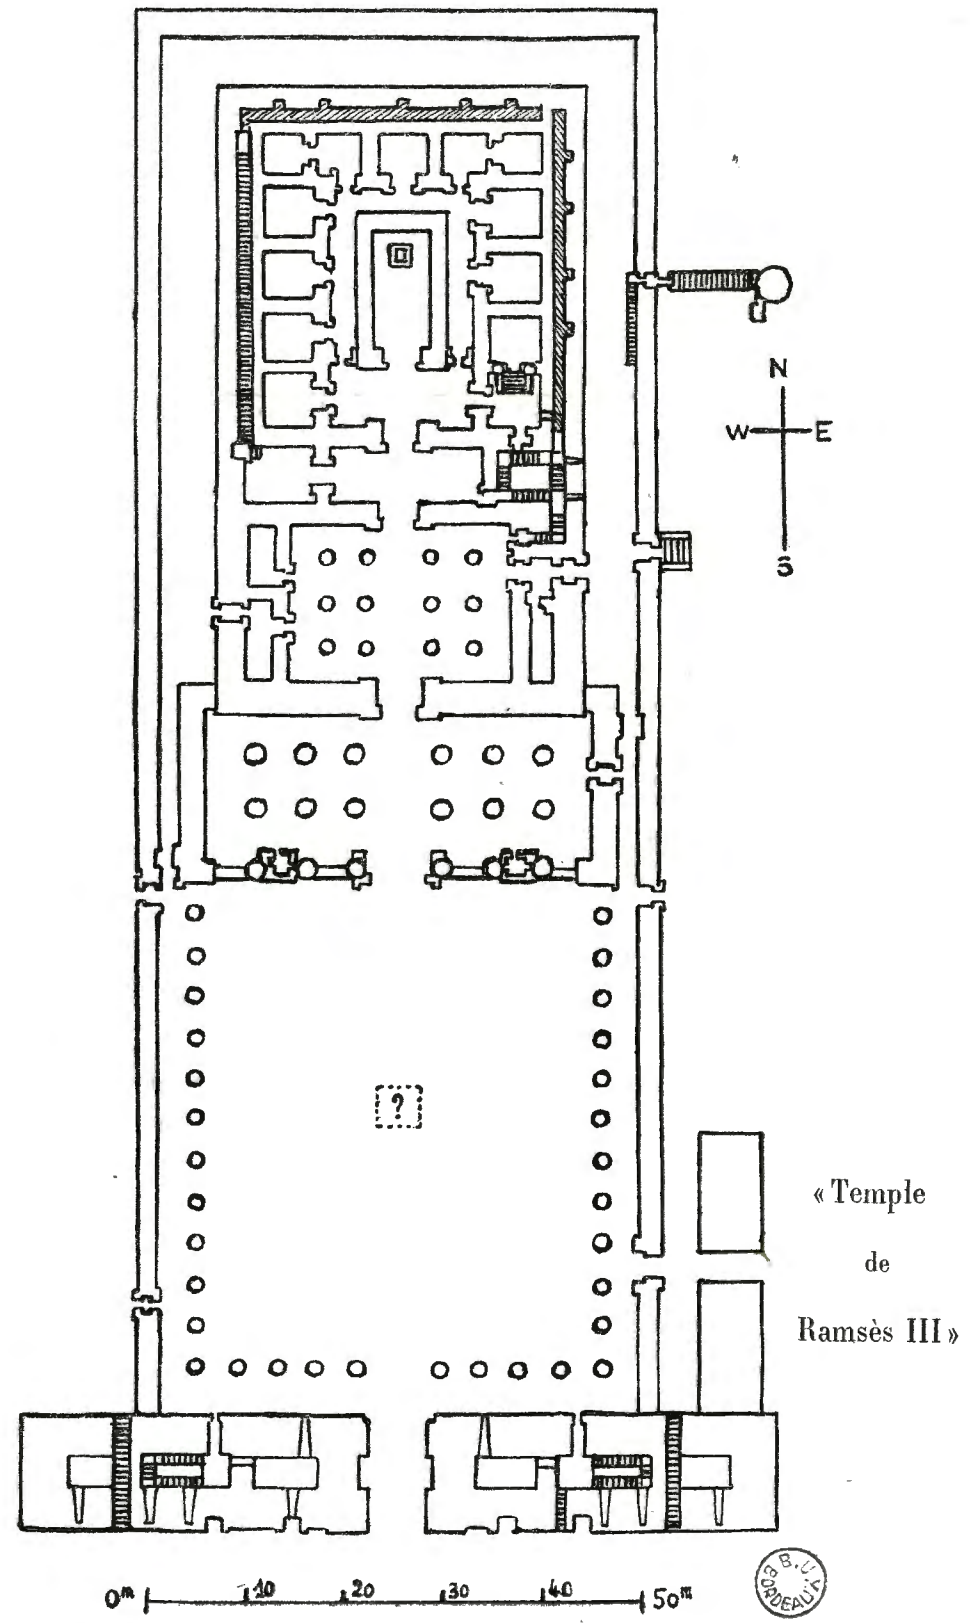 N
W E
S
?
« Temple
de
Ramsès III »
0ᵐ 10 20 30 40 50ᵐ
B.U. BORDEAUX